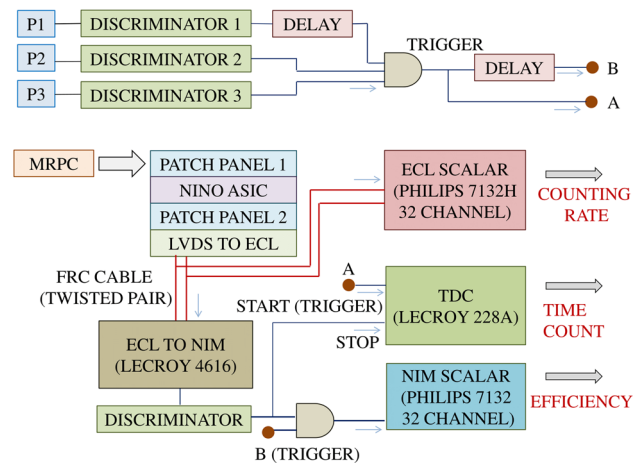 P1
DISCRIMINATOR 1
DELAY
P2
DISCRIMINATOR 2
P3
DISCRIMINATOR 3
TRIGGER
DELAY
B
A
MRPC
PATCH PANEL 1
NINO ASIC
PATCH PANEL 2
LVDS TO ECL
ECL SCALAR
(PHILIPS 7132H
32 CHANNEL)
COUNTING
RATE
FRC CABLE
(TWISTED PAIR)
A
START (TRIGGER)
STOP
TDC
(LECROY 228A)
TIME
COUNT
ECL TO NIM
(LECROY 4616)
NIM SCALAR
(PHILIPS 7132
32 CHANNEL)
EFFICIENCY
DISCRIMINATOR
B (TRIGGER)